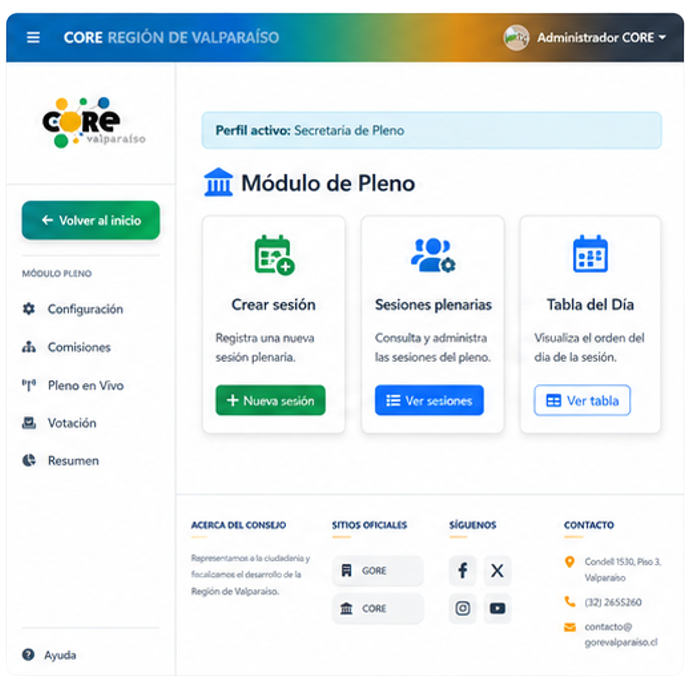 CORE REGIÓN DE VALPARAÍSO
Administrador CORE
CORE
valparaíso
Volver al inicio
MÓDULO PLENO
Configuración
Comisiones
Pleno en Vivo
Votación
Resumen
Ayuda
Perfil activo: Secretaría de Pleno
Módulo de Pleno
Crear sesión
Registra una nueva
sesión plenaria.
Nueva sesión
Sesiones plenarias
Consulta y administra
las sesiones del pleno.
Ver sesiones
Tabla del Día
Visualiza el orden del
día de la sesión.
Ver tabla
ACERCA DEL CONSEJO
Representamos a la ciudadanía y
fiscalizamos el desarrollo de la
Región de Valparaíso.
SITIOS OFICIALES
GORE
CORE
SÍGUENOS
CONTACTO
Condell 1530, Piso 3,
Valparaíso
(32) 2655260
contacto@
gorevalparaiso.cl